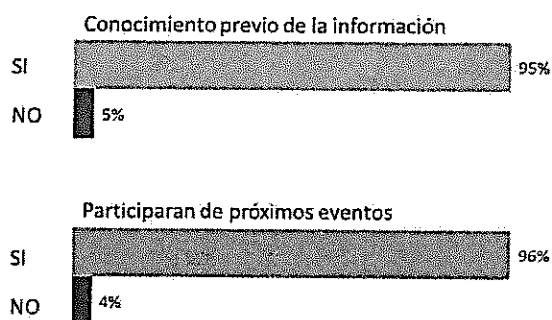 Conocimiento previo de la información
SI 95%
NO 5%
Participaran de próximos eventos
SI 96%
NO 4%